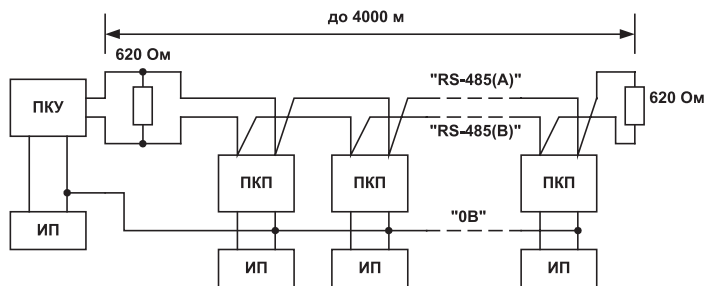 до 4000 м
620 Ом
"RS-485(A)"
620 Ом
ПКУ
"RS-485(B)"
ПКП
ПКП
ПКП
"0В"
ИП
ИП
ИП
ИП